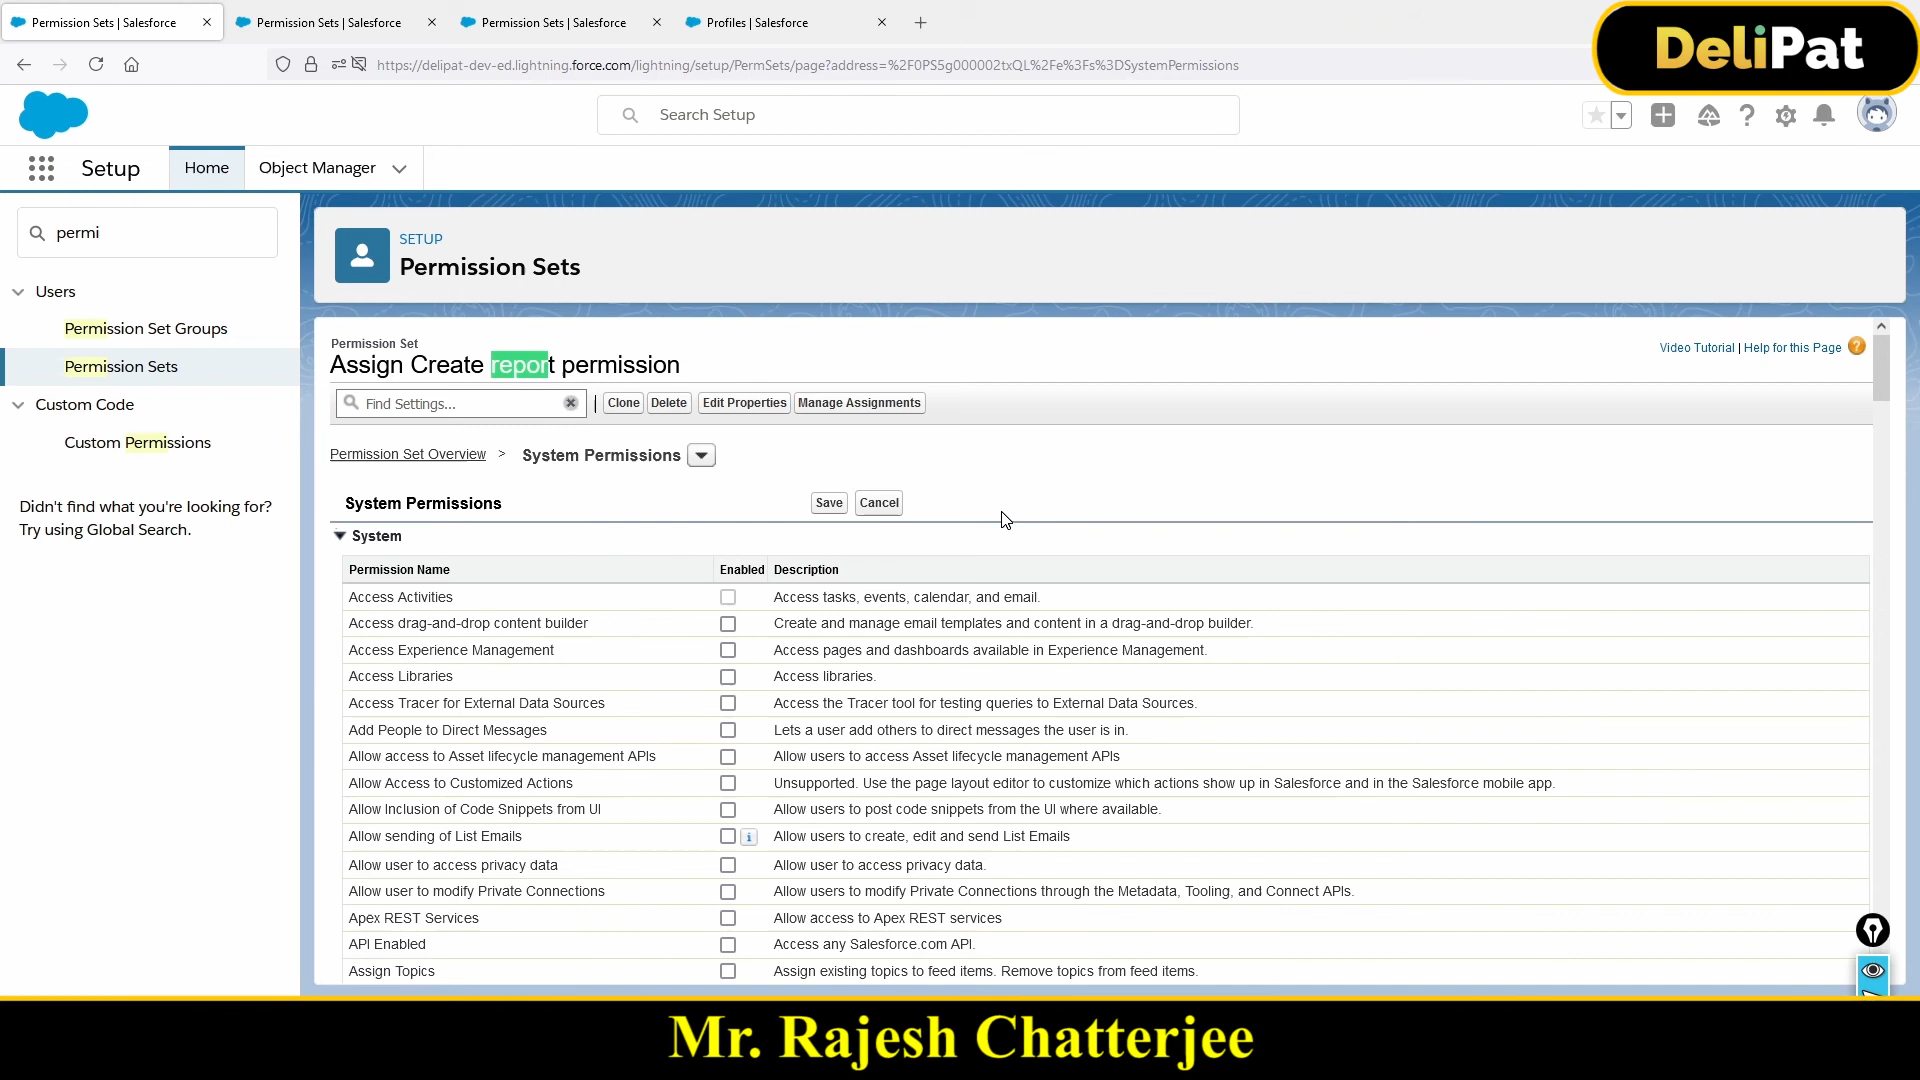 Permission Sets | Salesforce
Permission Sets | Salesforce
Permission Sets | Salesforce
Profiles | Salesforce
DeliPat
https://delipat-dev-ed.lightning.force.com/lightning/setup/PermSets/page?address=%2F0PS5g000002txQL%2Fe%3Fs%3DSystemPermissions
Search Setup
Setup
Home
Object Manager
permi
Users
Permission Set Groups
Permission Sets
Custom Code
Custom Permissions
Didn't find what you're looking for?
Try using Global Search.
SETUP
Permission Sets
Permission Set
Assign Create report permission
Video Tutorial | Help for this Page
Find Settings...
Clone
Delete
Edit Properties
Manage Assignments
Permission Set Overview > System Permissions
System Permissions
Save
Cancel
System
Permission Name Enabled Description
Access Activities Access tasks, events, calendar, and email.
Access drag-and-drop content builder Create and manage email templates and content in a drag-and-drop builder.
Access Experience Management Access pages and dashboards available in Experience Management.
Access Libraries Access libraries.
Access Tracer for External Data Sources Access the Tracer tool for testing queries to External Data Sources.
Add People to Direct Messages Lets a user add others to direct messages the user is in.
Allow access to Asset lifecycle management APIs Allow users to access Asset lifecycle management APIs
Allow Access to Customized Actions Unsupported. Use the page layout editor to customize which actions show up in Salesforce and in the Salesforce mobile app.
Allow Inclusion of Code Snippets from UI Allow users to post code snippets from the UI where available.
Allow sending of List Emails i Allow users to create, edit and send List Emails
Allow user to access privacy data Allow user to access privacy data.
Allow user to modify Private Connections Allow users to modify Private Connections through the Metadata, Tooling, and Connect APIs.
Apex REST Services Allow access to Apex REST services
API Enabled Access any Salesforce.com API.
Assign Topics Assign existing topics to feed items. Remove topics from feed items.
Mr. Rajesh Chatterjee